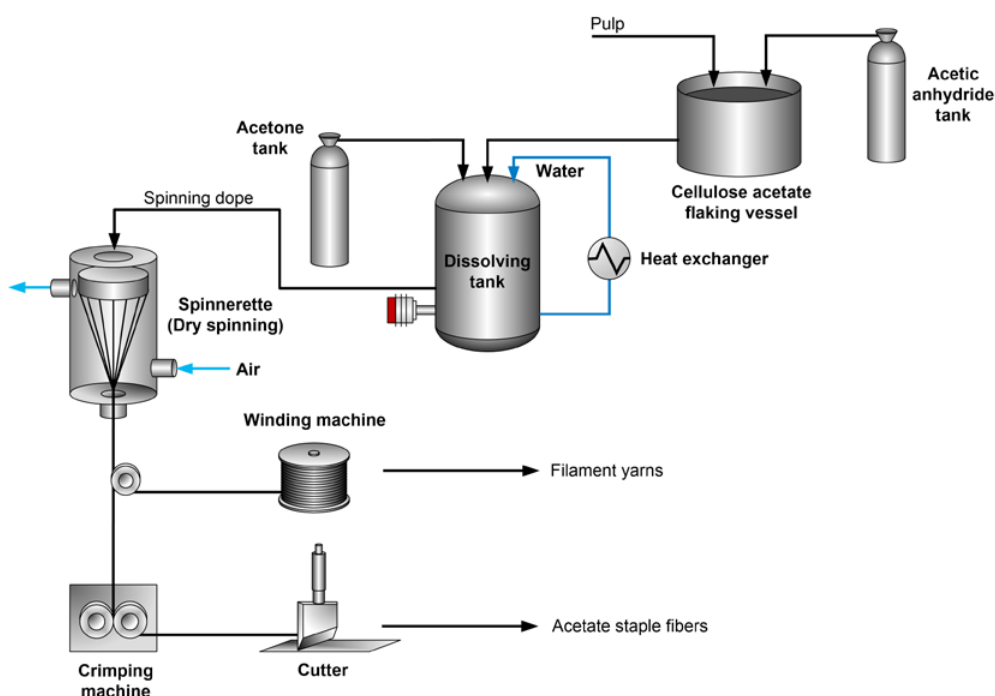 Pulp
Acetic
anhydride
tank
Acetone
tank
Water
Cellulose acetate
flaking vessel
Spinning dope
Dissolving
tank
Heat exchanger
Spinnerette
(Dry spinning)
Air
Winding machine
Filament yarns
Acetate staple fibers
Crimping
machine
Cutter